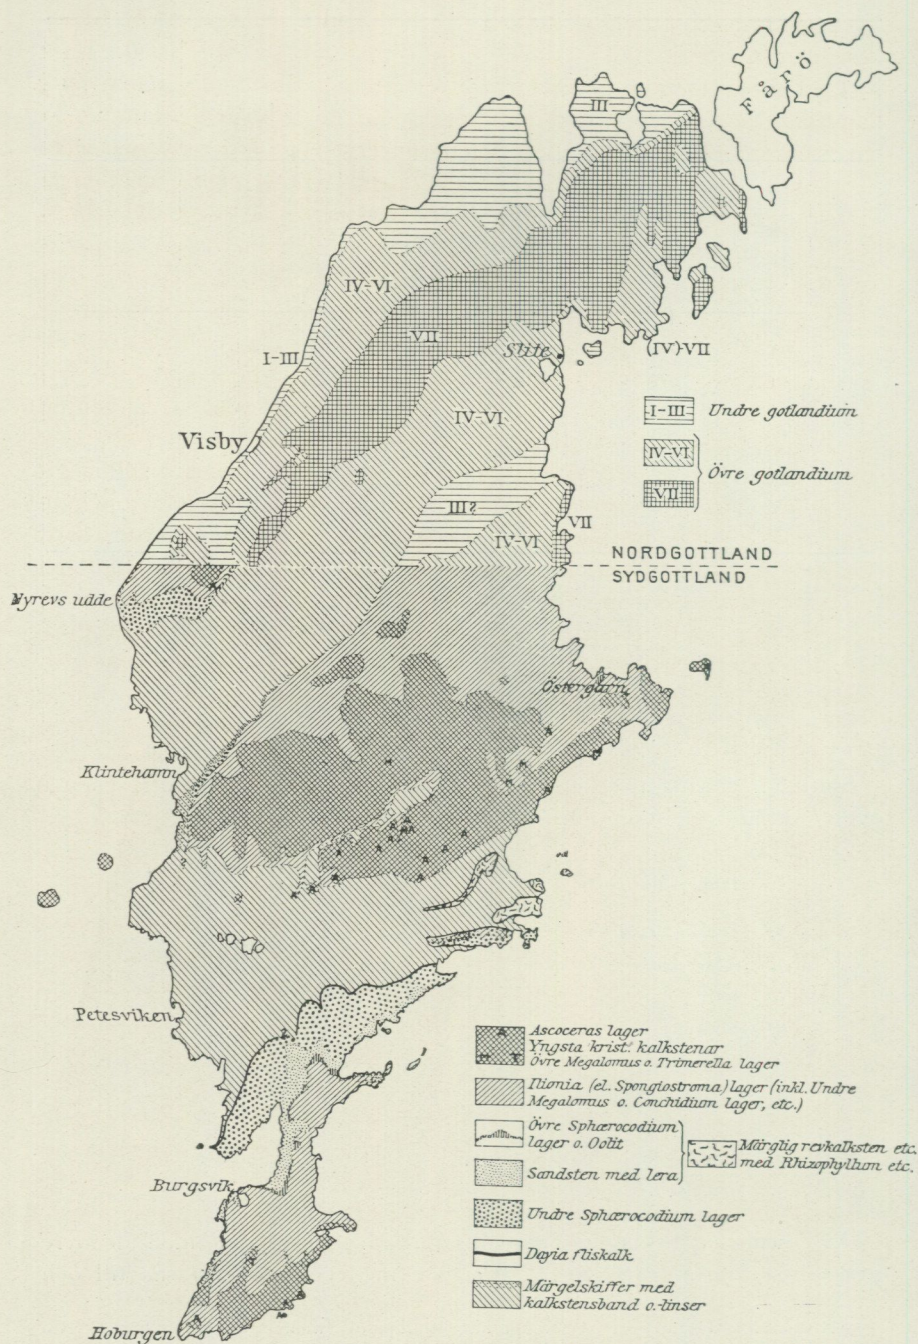 Fårö
III
IV-VI
VII
(IV)-VII
I-III
Slite
IV-VI
Visby
III?
VII
IV-VI
I-III Undre gotlandium
IV-VI
VII
Övre gotlandium
NORDGOTTLAND
SYDGOTTLAND
Nyrevs udde
Östergarn
Klintehamn
Petesviken
Burgsvik
Hoburgen
A
Ascoceras lager
Yngsta krist. kalkstenar
M T
Övre Megalomus o. Trimerella lager
Ilionia (el. Spongiostroma) lager (inkl. Undre
Megalomus o. Conchidium lager, etc.)
Övre Sphærocodium
lager o. Oolit
Sandsten med lera
Märglig revkalksten etc.
med Rhizophyllum etc.
Undre Sphærocodium lager
Dayia fliskalk
Märgelskiffer med
kalkstensband o.-linser